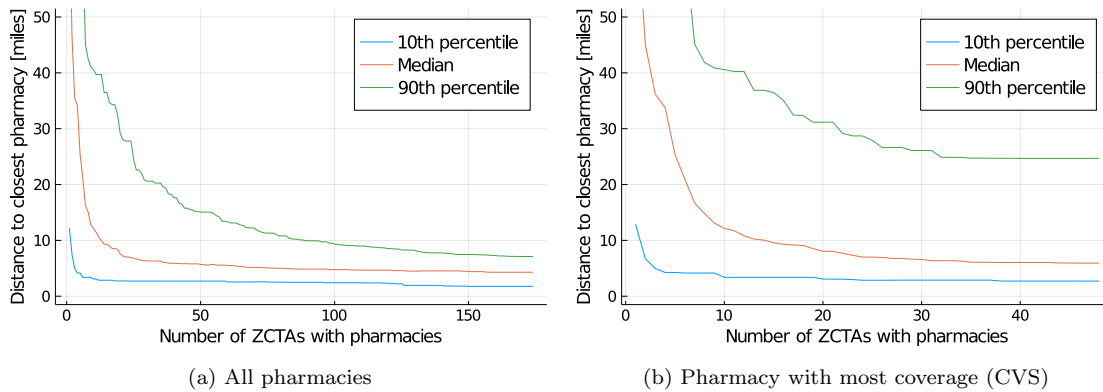 Distance to closest pharmacy [miles]
50
40
30
20
10
0
10th percentile
Median
90th percentile
0
50
100
150
Number of ZCTAs with pharmacies
(a) All pharmacies
Distance to closest pharmacy [miles]
50
40
30
20
10
0
10th percentile
Median
90th percentile
0
10
20
30
40
Number of ZCTAs with pharmacies
(b) Pharmacy with most coverage (CVS)